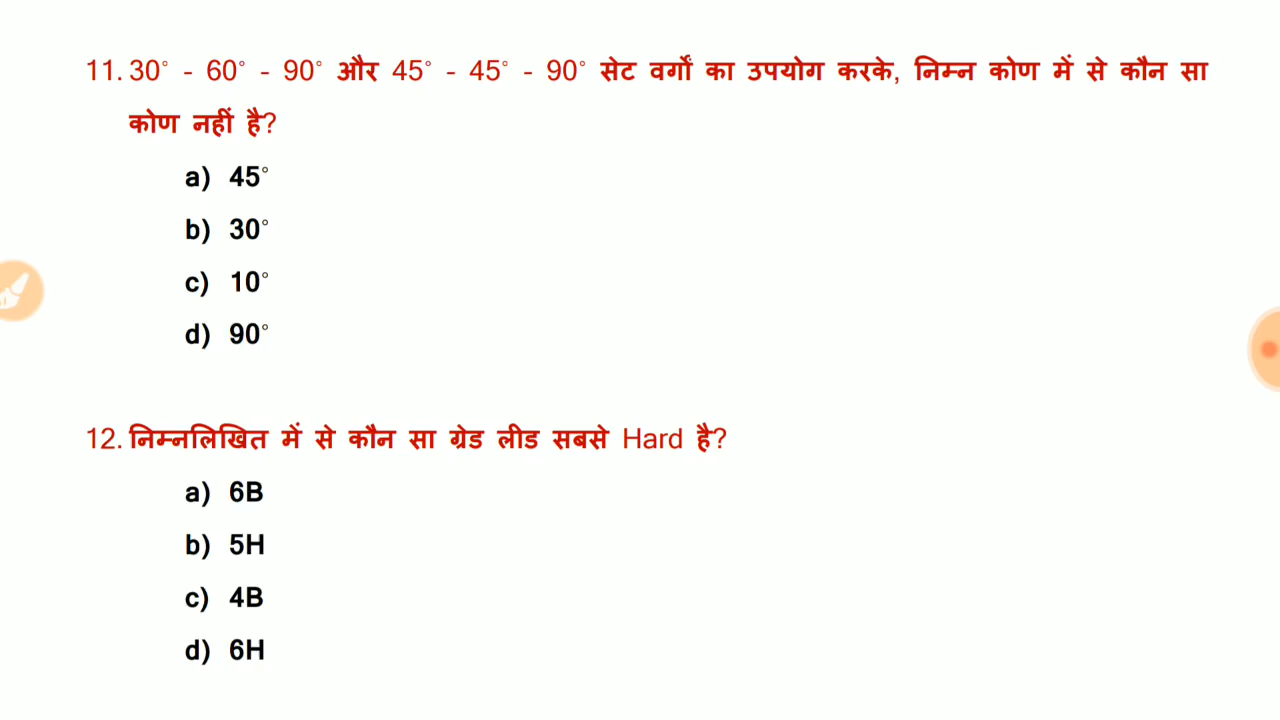 11. 30° - 60° - 90° और 45° - 45° - 90° सेट वर्गों का उपयोग करके, निम्न कोण में से कौन सा
कोण नहीं है?
a) 45°
b) 30°
c) 10°
d) 90°
12. निम्नलिखित में से कौन सा ग्रेड लीड सबसे Hard है?
a) 6B
b) 5H
c) 4B
d) 6H